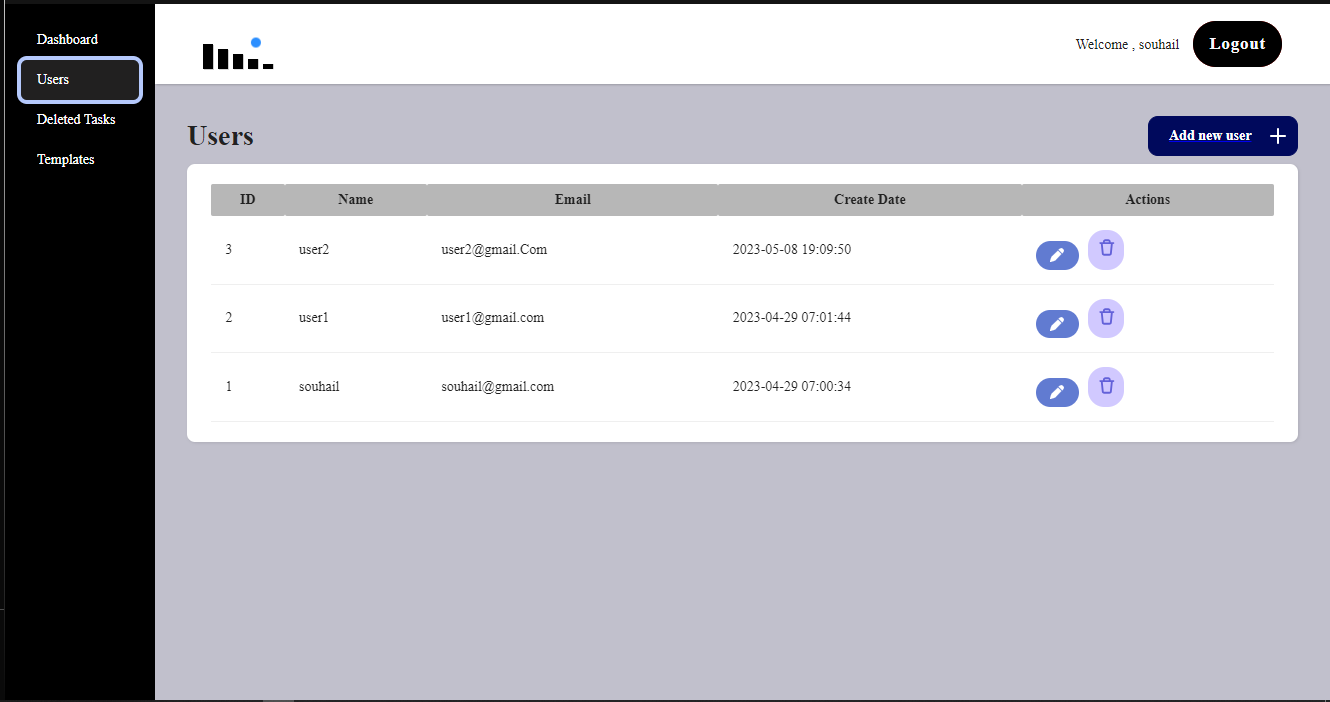 Dashboard
Users
Deleted Tasks
Templates
Welcome , souhail
Logout
Users
Add new user
ID Name Email Create Date Actions
3 user2 user2@gmail.Com 2023-05-08 19:09:50
2 user1 user1@gmail.com 2023-04-29 07:01:44
1 souhail souhail@gmail.com 2023-04-29 07:00:34